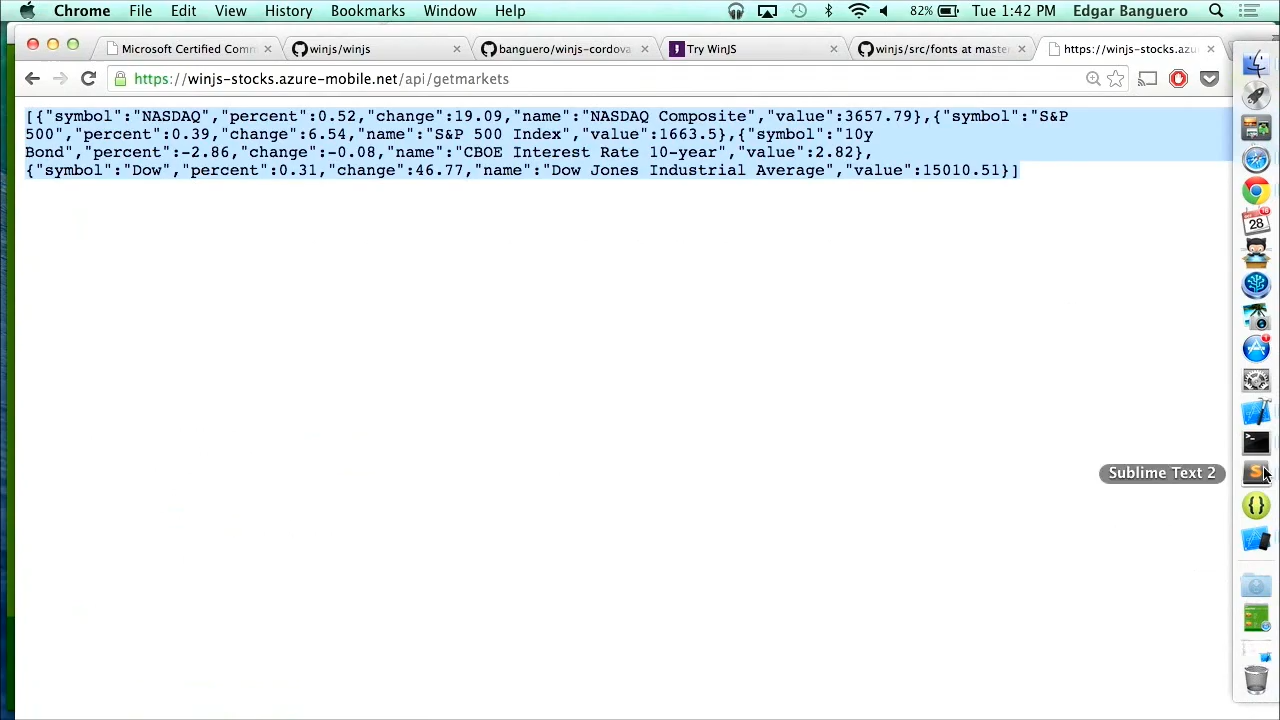 Chrome File Edit View History Bookmarks Window Help 82% Tue 1:42 PM Edgar Banguero
Microsoft Certified Comm winjs/winjs banguero/winjs-cordova Try WinJS winjs/src/fonts at mast https://winjs-stocks.azu
https://winjs-stocks.azure-mobile.net/api/getmarkets
[{"symbol":"NASDAQ","percent":0.52,"change":19.09,"name":"NASDAQ Composite","value":3657.79},{"symbol":"S&P
500","percent":0.39,"change":6.54,"name":"S&P 500 Index","value":1663.5},{"symbol":"10y
Bond","percent":-2.86,"change":-0.08,"name":"CBOE Interest Rate 10-year","value":2.82},
{"symbol":"Dow","percent":0.31,"change":46.77,"name":"Dow Jones Industrial Average","value":15010.51}]
28
Sublime Text 2